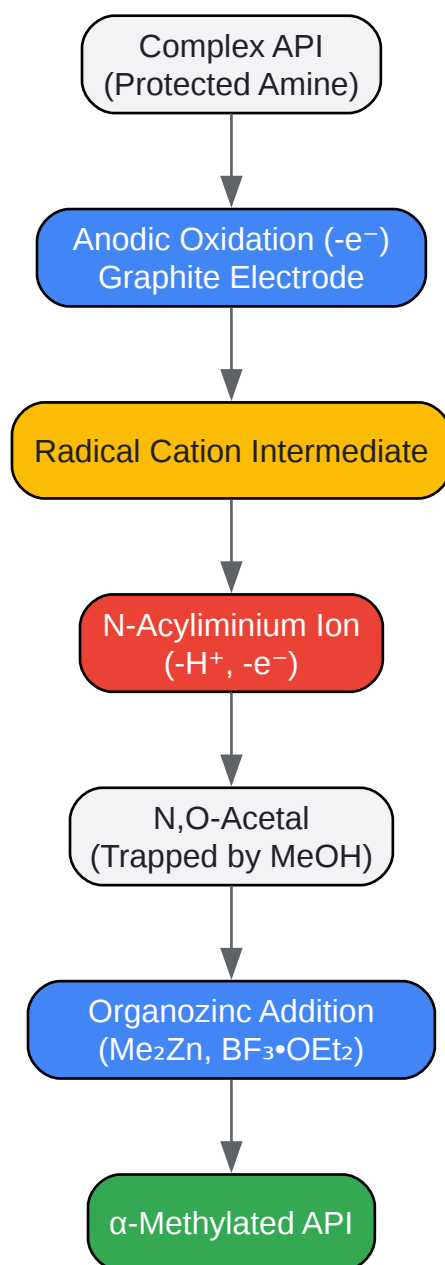 Complex API
(Protected Amine)
Anodic Oxidation (-e⁻)
Graphite Electrode
Radical Cation Intermediate
N-Acyliminium Ion
(-H⁺, -e⁻)
N,O-Acetal
(Trapped by MeOH)
Organozinc Addition
(Me₂Zn, BF₃•OEt₂)
α-Methylated API